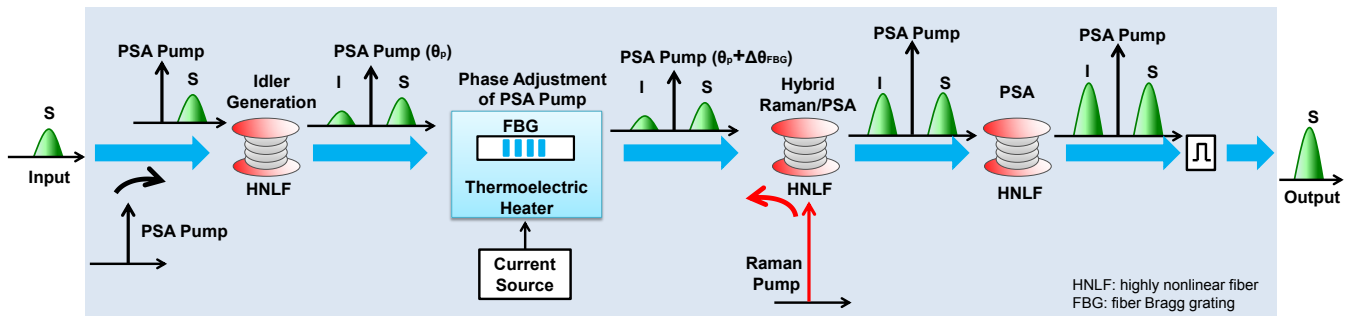 S
Input
PSA Pump
S
PSA Pump
Idler
Generation
HNLF
PSA Pump (θp)
I
S
Phase Adjustment
of PSA Pump
FBG
Thermoelectric
Heater
Current
Source
PSA Pump (θp+ΔθFBG)
I
S
Hybrid
Raman/PSA
HNLF
Raman
Pump
PSA Pump
I
S
PSA
HNLF
PSA Pump
I
S
S
Output
HNLF: highly nonlinear fiber
FBG: fiber Bragg grating